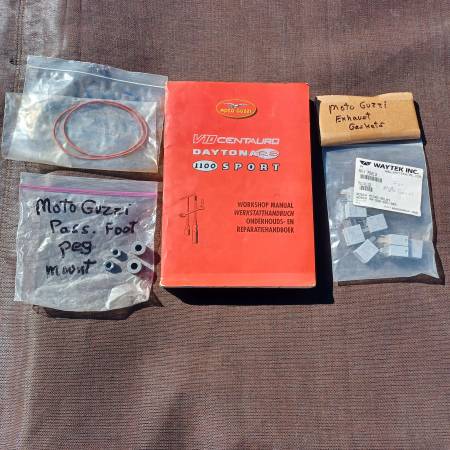 MOTO GUZZI
V10 CENTAURO
DAYTONA RS
1100 SPORT
WORKSHOP MANUAL
WERKSTATTHANDBUCH
ONDERHOUDS- EN
REPARATIEHANDBOEK
Moto Guzzi
Pass. Foot
peg
mount
Moto Guzzi
Exhaust
Gaskets
WAYTEK INC.